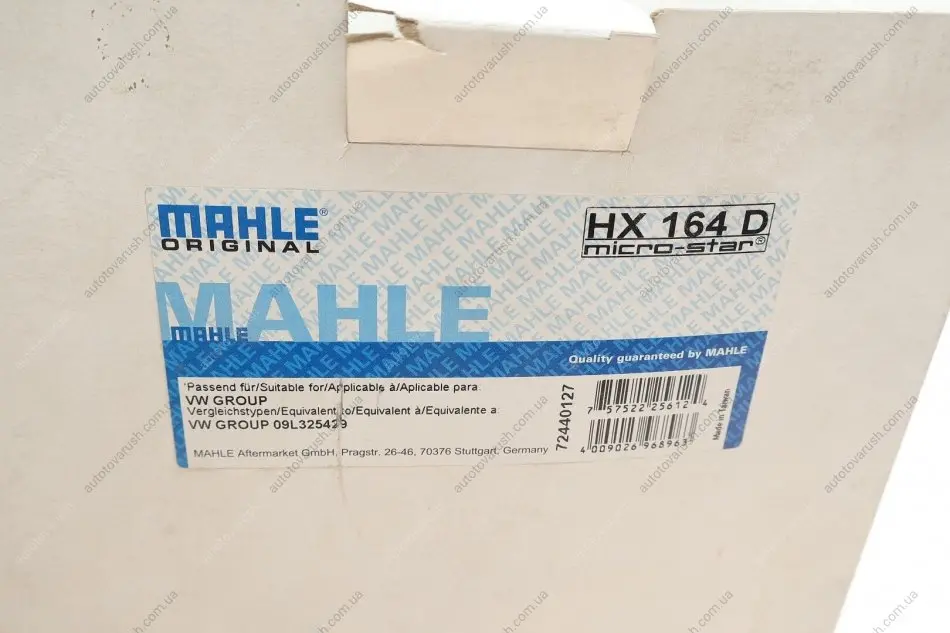 MAHLE®
ORIGINAL
HX 164 D
micro-star®
MAHLE
MAHLE
Quality guaranteed by MAHLE
Passend für/Suitable for/Applicable à/Aplicable para
VW GROUP
Vergleichstypen/Equivalent to/Equivalent à/Equivalente a
VW GROUP 09L325429
MAHLE Aftermarket GmbH, Pragstr. 26-46, 70376 Stuttgart, Germany
72440127
7 57522 25612 4
4 009026 968963
Made in Taiwan
autotovarush.com.ua